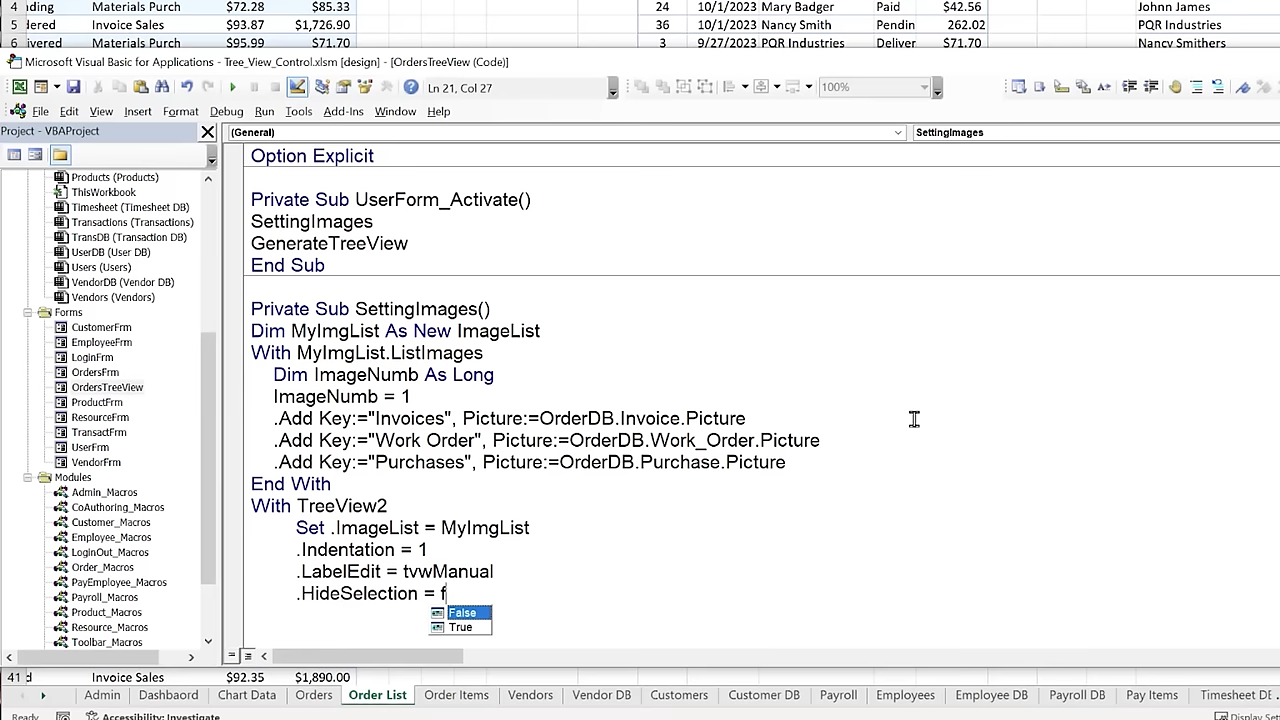 4 nding Materials Purch $72.28 $85.33 24 10/1/2023 Mary Badger Paid $42.56 Johnn James
5 dered Invoice Sales $93.87 $1,726.90 36 10/1/2023 Nancy Smith Pendin 262.02 PQR Industries
6 ivered Materials Purch $95.99 $71.70 3 9/27/2023 PQR Industries Deliver $71.70 Nancy Smithers
Microsoft Visual Basic for Applications - Tree_View_Control.xlsm [design] - [OrdersTreeView (Code)]
Ln 21, Col 27
100%
File Edit View Insert Format Debug Run Tools Add-Ins Window Help
Project - VBAProject
(General)
SettingImages
Products (Products)
ThisWorkbook
Timesheet (Timesheet DB)
Transactions (Transactions)
TransDB (Transaction DB)
UserDB (User DB)
Users (Users)
VendorDB (Vendor DB)
Vendors (Vendors)
Forms
CustomerFrm
EmployeeFrm
LoginFrm
OrdersFrm
OrdersTreeView
ProductFrm
ResourceFrm
TransactFrm
UserFrm
VendorFrm
Modules
Admin_Macros
CoAuthoring_Macros
Customer_Macros
Employee_Macros
LoginOut_Macros
Order_Macros
PayEmployee_Macros
Payroll_Macros
Product_Macros
Resource_Macros
Toolbar_Macros
Option Explicit
Private Sub UserForm_Activate()
SettingImages
GenerateTreeView
End Sub
Private Sub SettingImages()
Dim MyImgList As New ImageList
With MyImgList.ListImages
Dim ImageNumb As Long
ImageNumb = 1
.Add Key:="Invoices", Picture:=OrderDB.Invoice.Picture
.Add Key:="Work Order", Picture:=OrderDB.Work_Order.Picture
.Add Key:="Purchases", Picture:=OrderDB.Purchase.Picture
End With
With TreeView2
Set .ImageList = MyImgList
.Indentation = 1
.LabelEdit = tvwManual
.HideSelection = f
False
True
41 d Invoice Sales $92.35 $1,890.00
Admin Dashbaord Chart Data Orders Order List Order Items Vendors Vendor DB Customers Customer DB Payroll Employees Employee DB Payroll DB Pay Items Timesheet DE
Ready Accessibility: Investigate Display Set